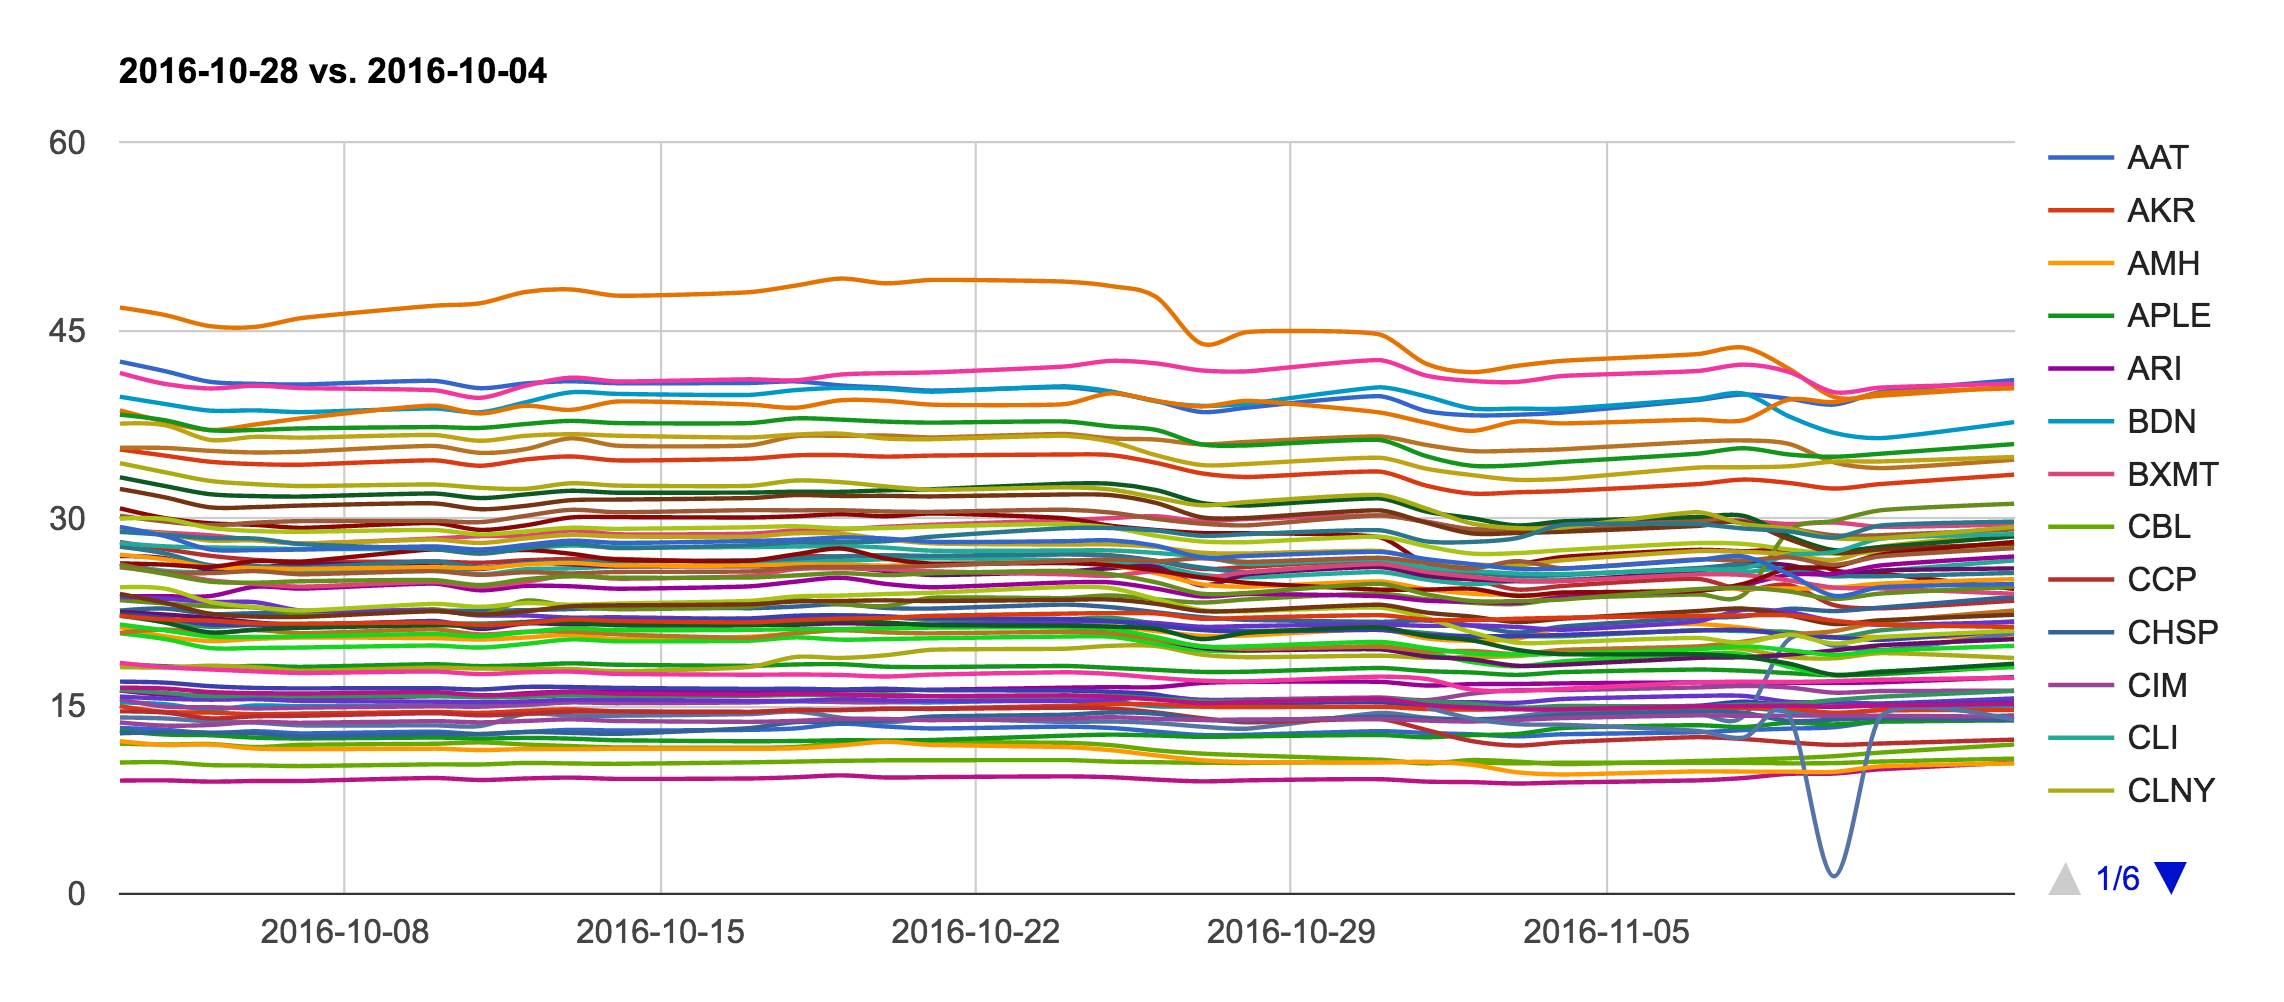 2016-10-28 vs. 2016-10-04
60
45
30
15
0
2016-10-08
2016-10-15
2016-10-22
2016-10-29
2016-11-05
AAT
AKR
AMH
APLE
ARI
BDN
BXMT
CBL
CCP
CHSP
CIM
CLI
CLNY
1/6